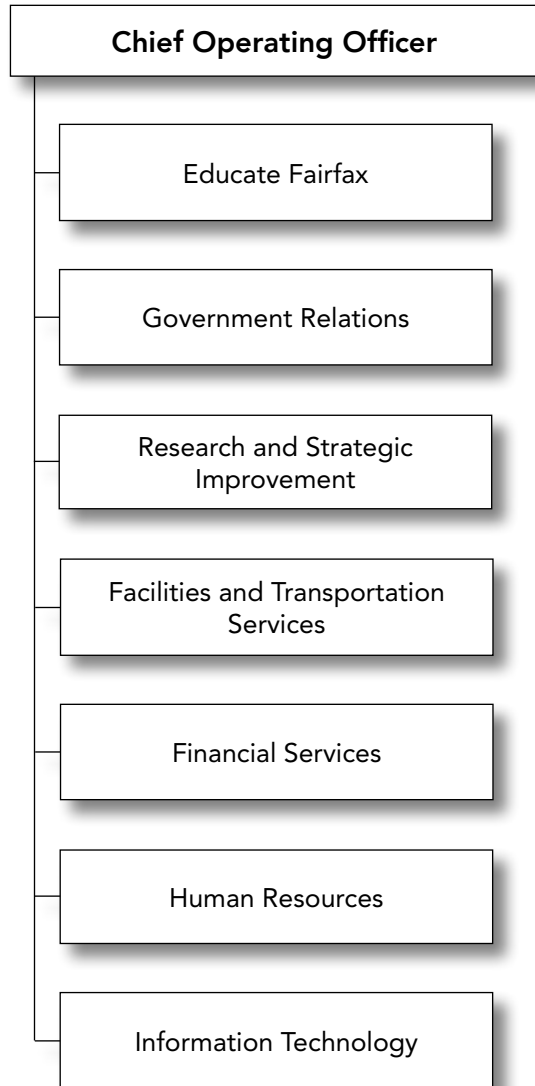 Chief Operating Officer
Educate Fairfax
Government Relations
Research and Strategic
Improvement
Facilities and Transportation
Services
Financial Services
Human Resources
Information Technology